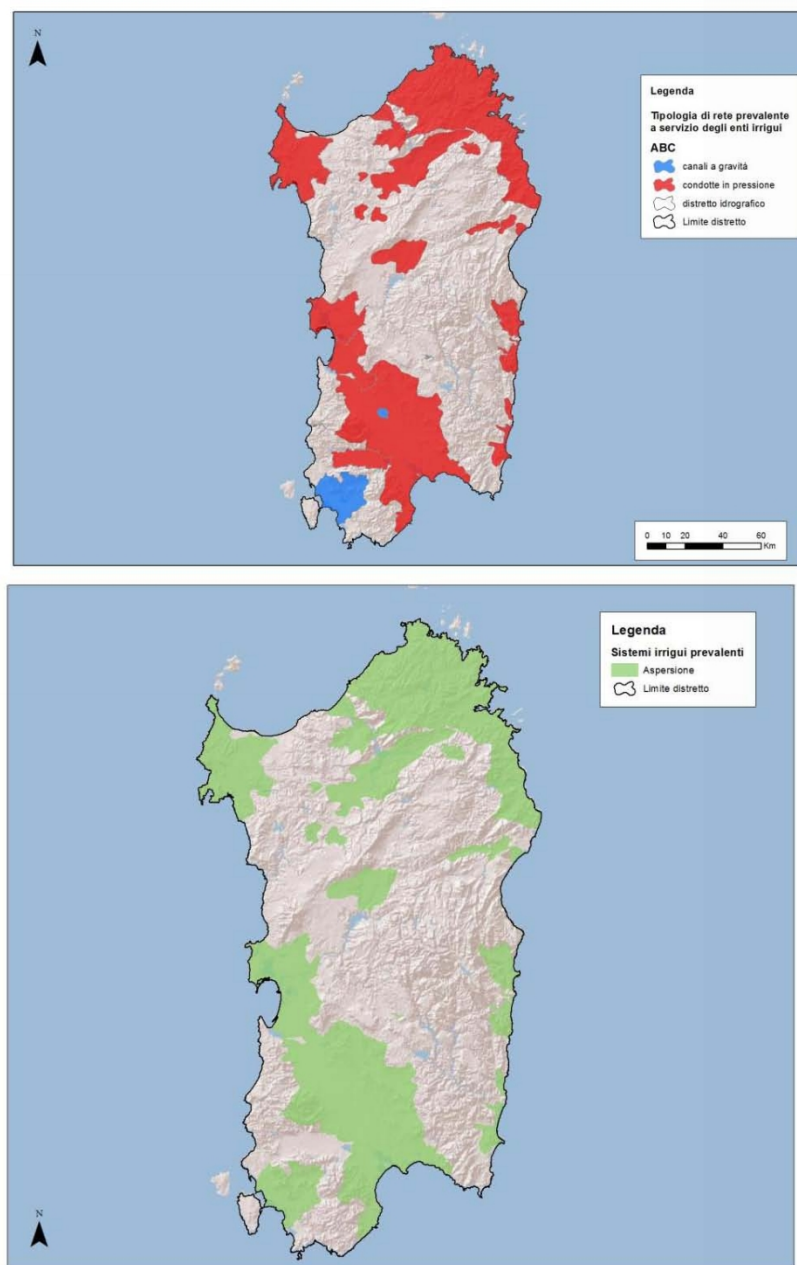 N
Legenda
Tipologia di rete prevalente
a servizio degli enti irrigui
ABC
canali a gravità
condotte in pressione
distretto idrografico
Limite distretto
0 10 20 40 60
Km
Legenda
Sistemi irrigui prevalenti
Aspersione
Limite distretto
N